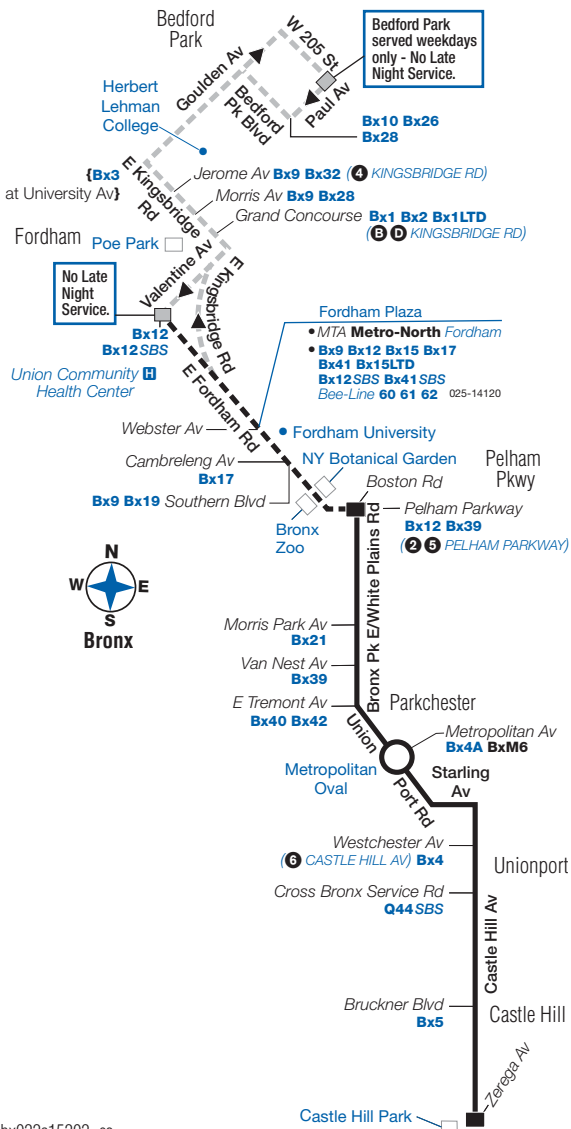 Bedford
Park
W 205 St
Bedford Park
served weekdays
only - No Late
Night Service.
Goulden Av
Bedford
Pk Blvd
Paul Av
Herbert
Lehman
College
Bx10 Bx26
Bx28
{Bx3
at University Av}
E Kingsbridge
Rd
Jerome Av Bx9 Bx32 (4 KINGSBRIDGE RD)
Morris Av Bx9 Bx28
Grand Concourse Bx1 Bx2 Bx1LTD
(B D KINGSBRIDGE RD)
Fordham
Poe Park
Valentine Av
E Kingsbridge Rd
No Late
Night
Service.
Bx12
Bx12SBS
Union Community H
Health Center
E Fordham Rd
Fordham Plaza
• MTA Metro-North Fordham
• Bx9 Bx12 Bx15 Bx17
Bx41 Bx15LTD
Bx12SBS Bx41SBS
Bee-Line 60 61 62 025-14120
Webster Av
Fordham University
Cambreleng Av
Bx17
NY Botanical Garden
Pelham
Pkwy
Bx9 Bx19 Southern Blvd
Boston Rd
Bronx
Zoo
Pelham Parkway
Bx12 Bx39
(2 5 PELHAM PARKWAY)
N
W E
S
Bronx
Bronx Pk E/White Plains Rd
Morris Park Av
Bx21
Van Nest Av
Bx39
E Tremont Av
Bx40 Bx42
Parkchester
Union
Port Rd
Metropolitan Av
Bx4A BxM6
Metropolitan
Oval
Starling
Av
Westchester Av
(6 CASTLE HILL AV) Bx4
Unionport
Cross Bronx Service Rd
Q44SBS
Castle Hill Av
Bruckner Blvd
Bx5
Castle Hill
Zerega Av
Castle Hill Park